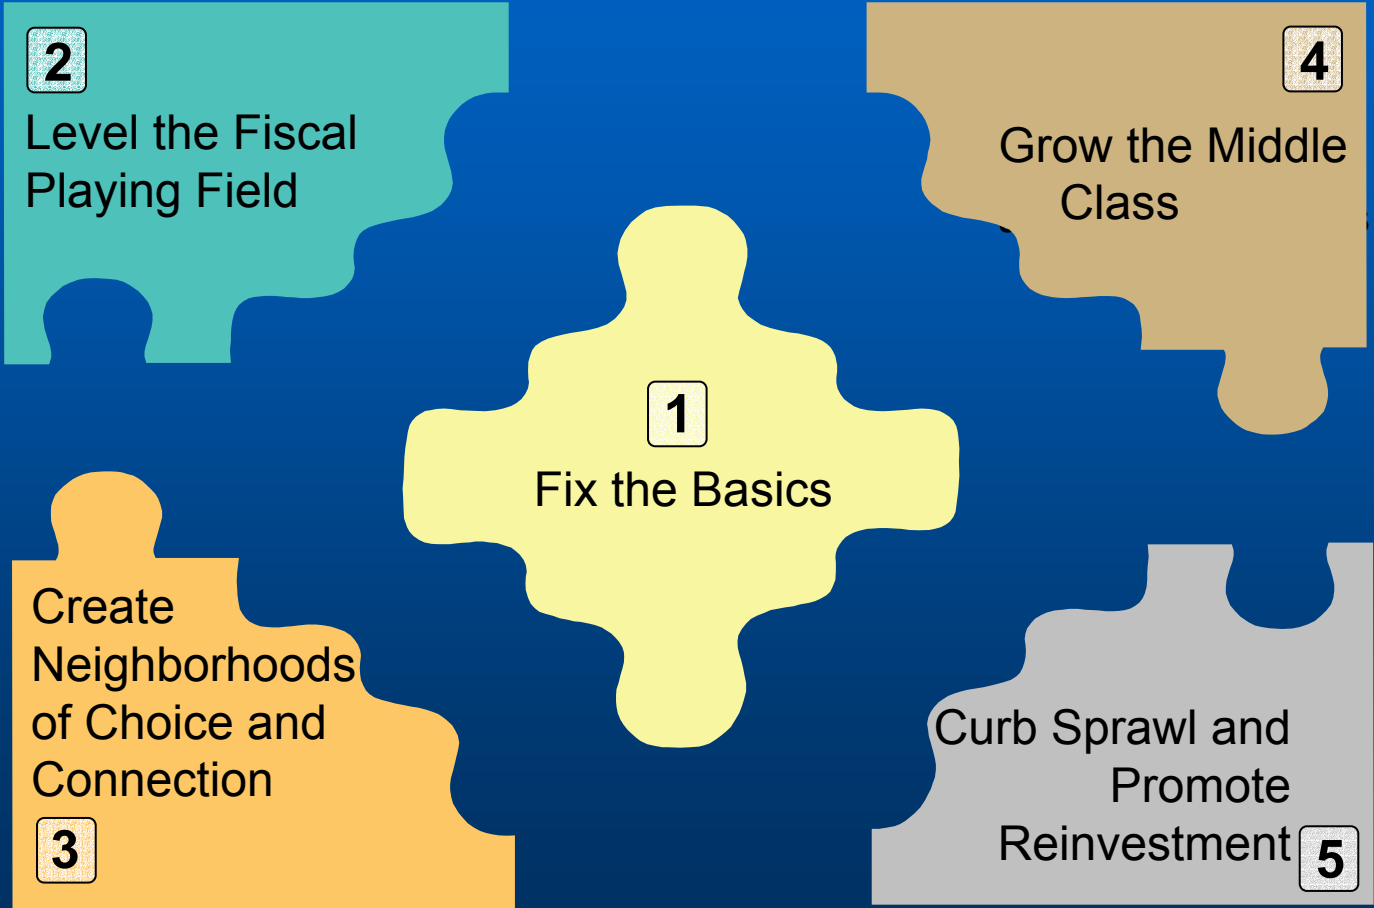 2
Level the Fiscal
Playing Field
4
Grow the Middle
Class
1
Fix the Basics
Create
Neighborhoods
of Choice and
Connection
3
Curb Sprawl and
Promote
Reinvestment
5